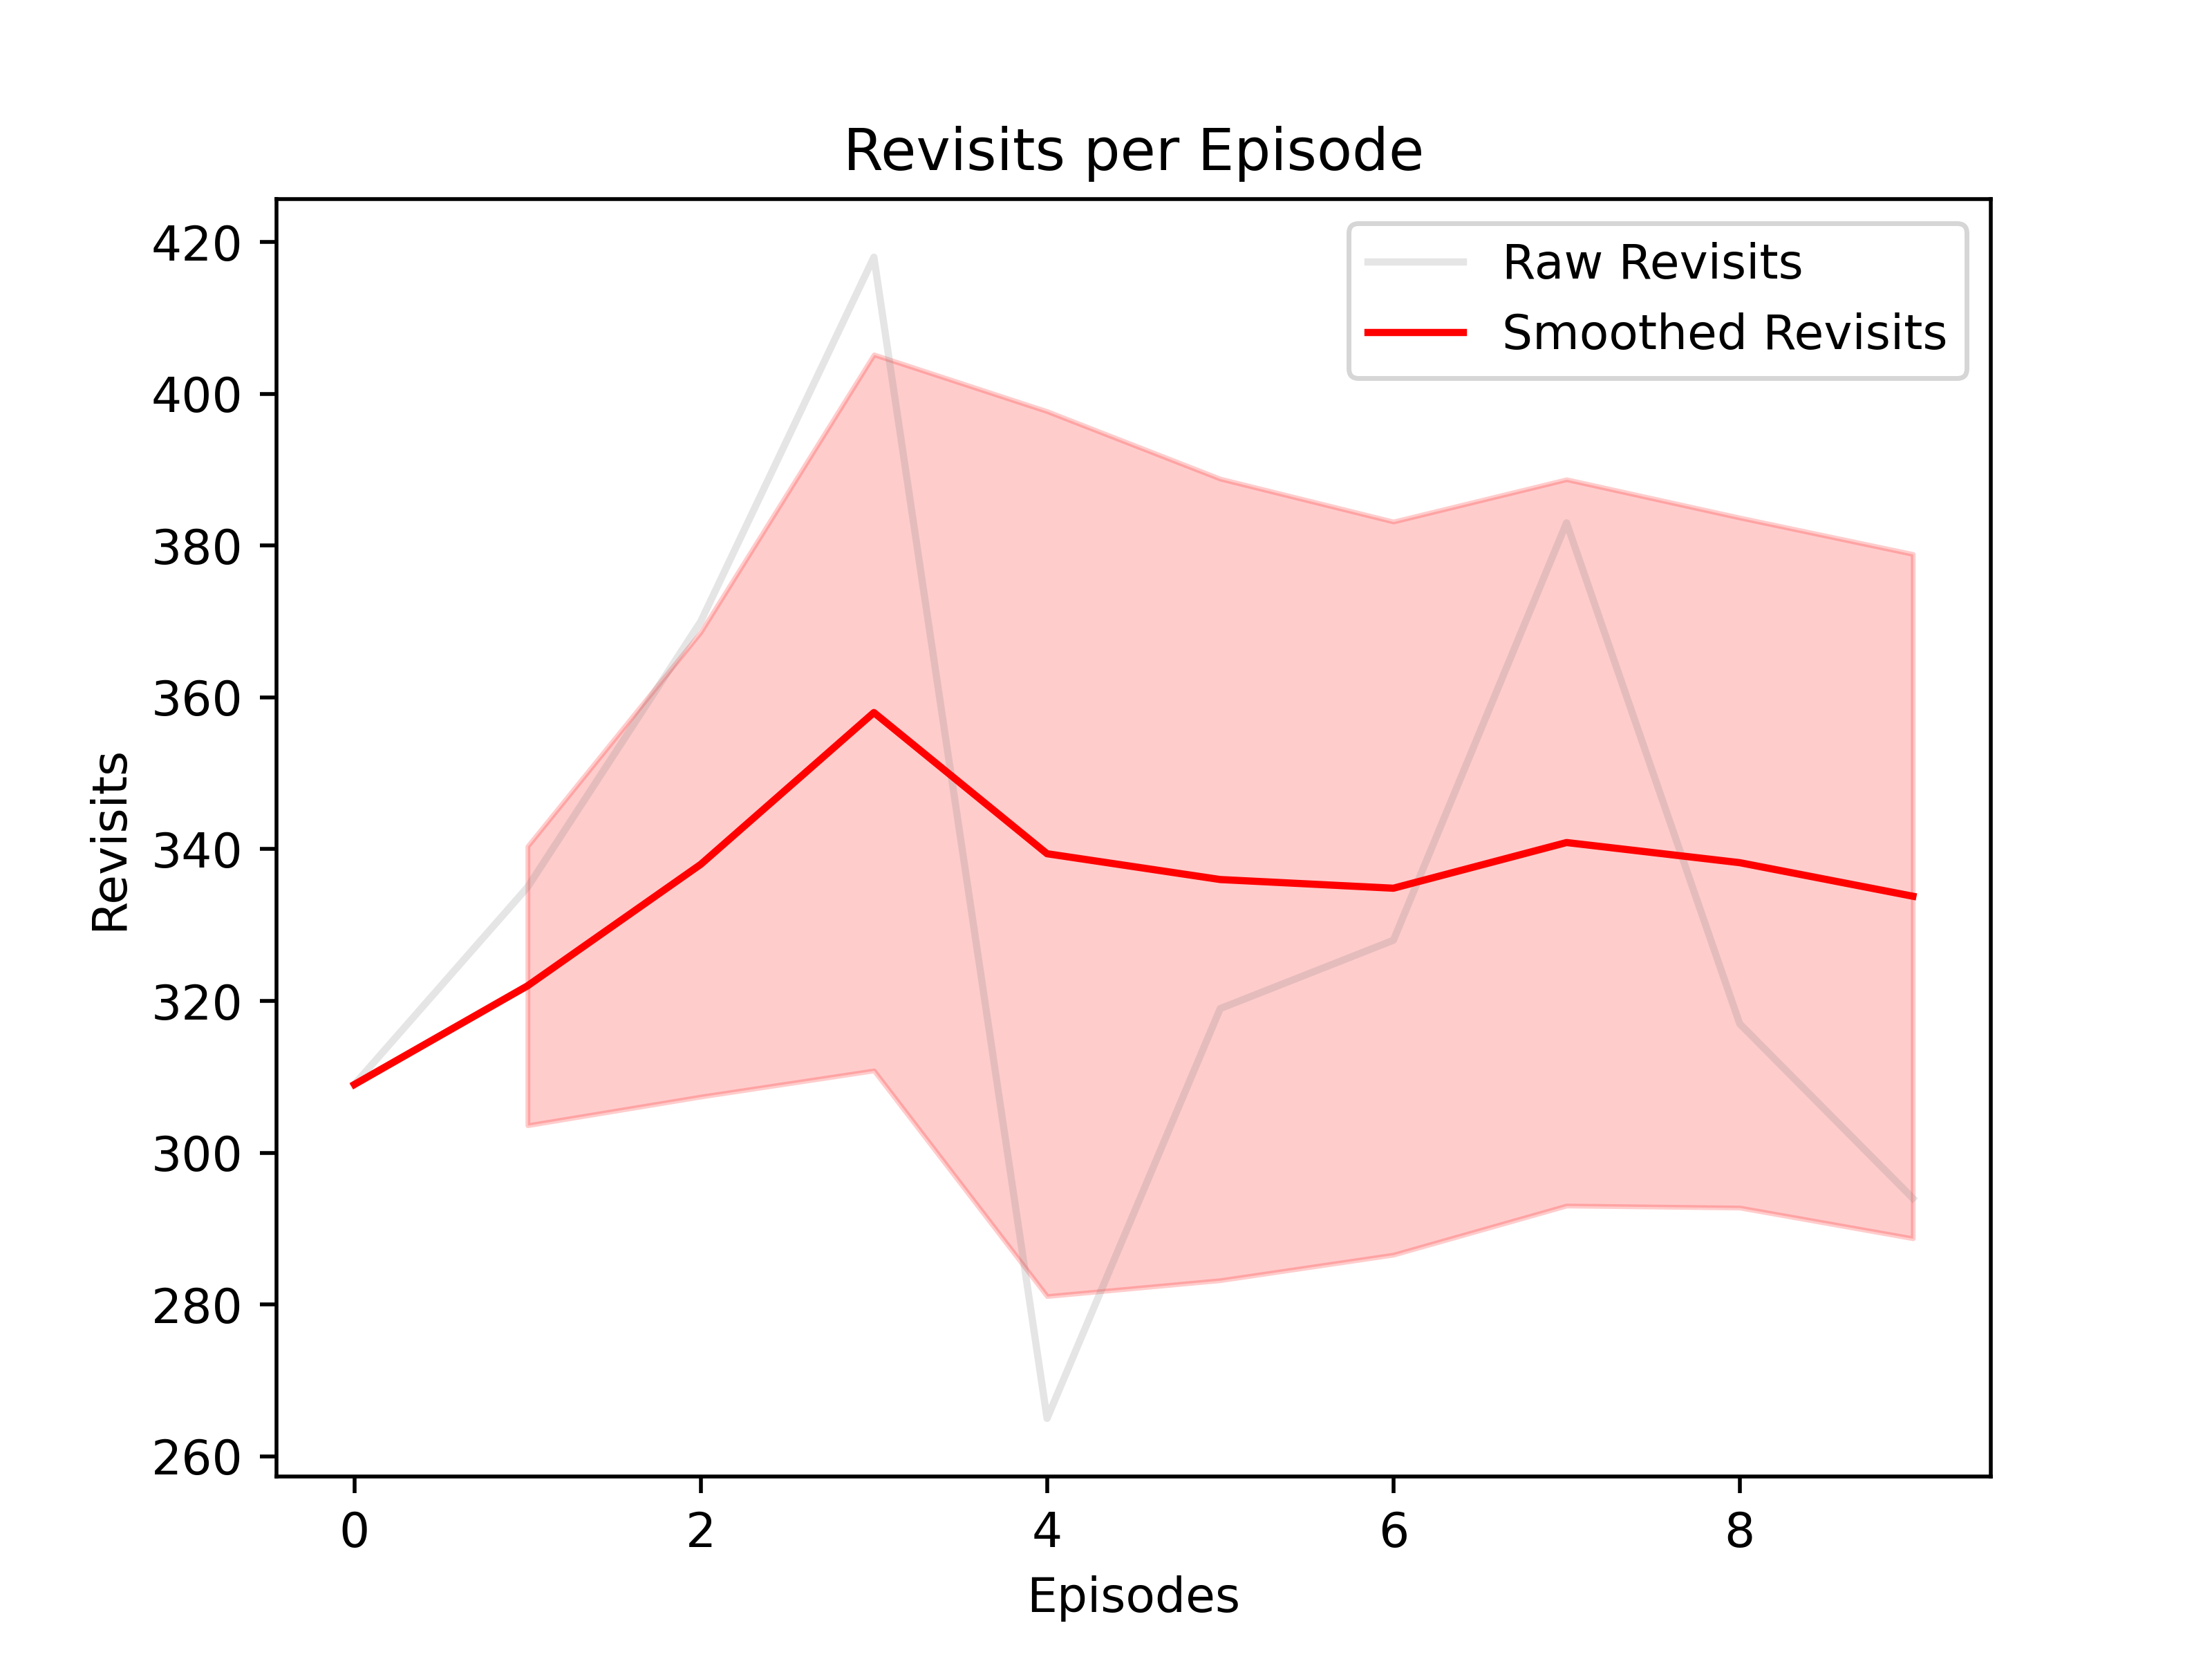 Revisits per Episode
Raw Revisits
Smoothed Revisits
420
400
380
360
340
320
300
280
260
Revisits
0 2 4 6 8
Episodes